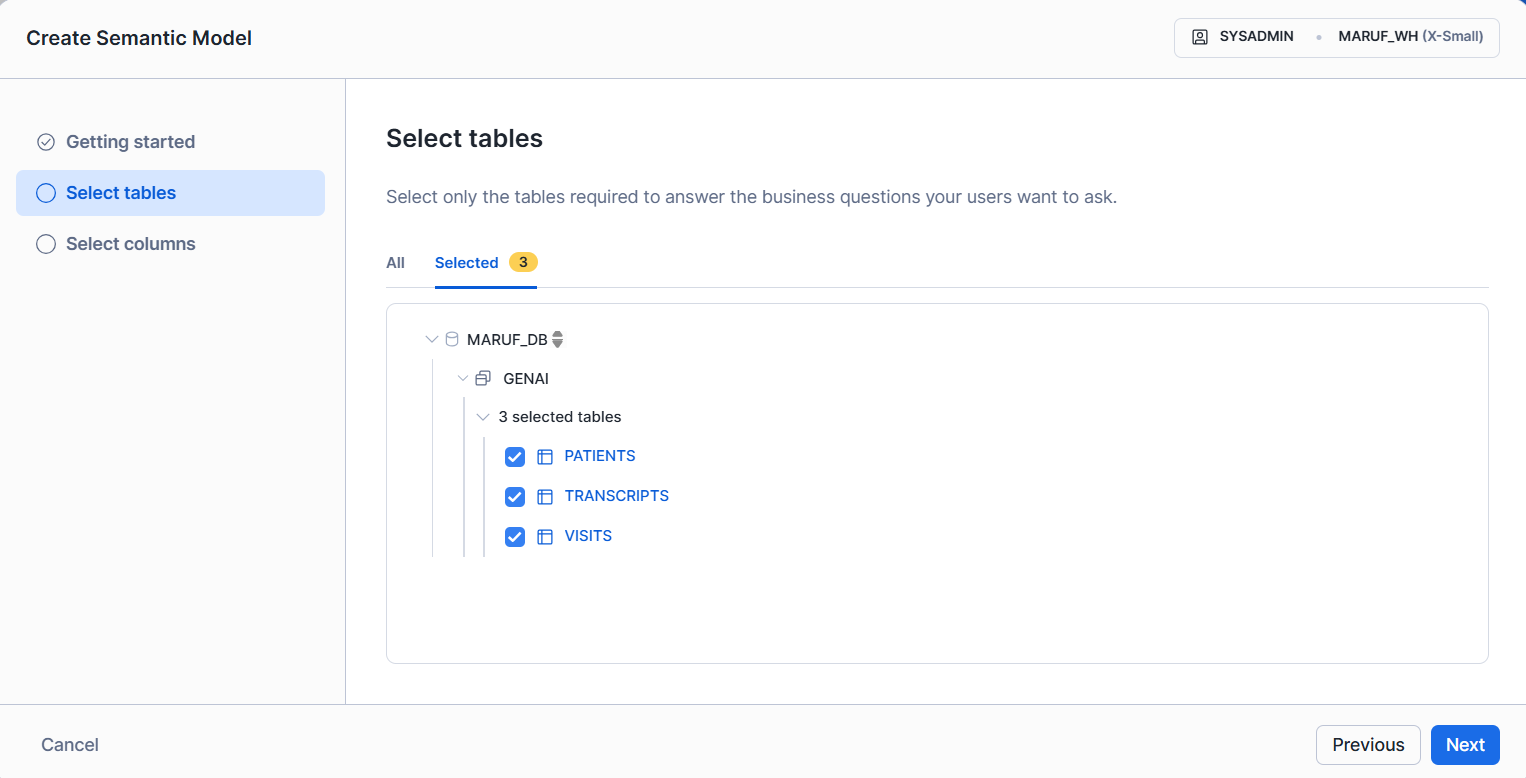 Create Semantic Model
SYSADMIN • MARUF_WH (X-Small)
Getting started
Select tables
Select columns
Select tables
Select only the tables required to answer the business questions your users want to ask.
All Selected 3
MARUF_DB
GENAI
3 selected tables
PATIENTS
TRANSCRIPTS
VISITS
Cancel Previous Next